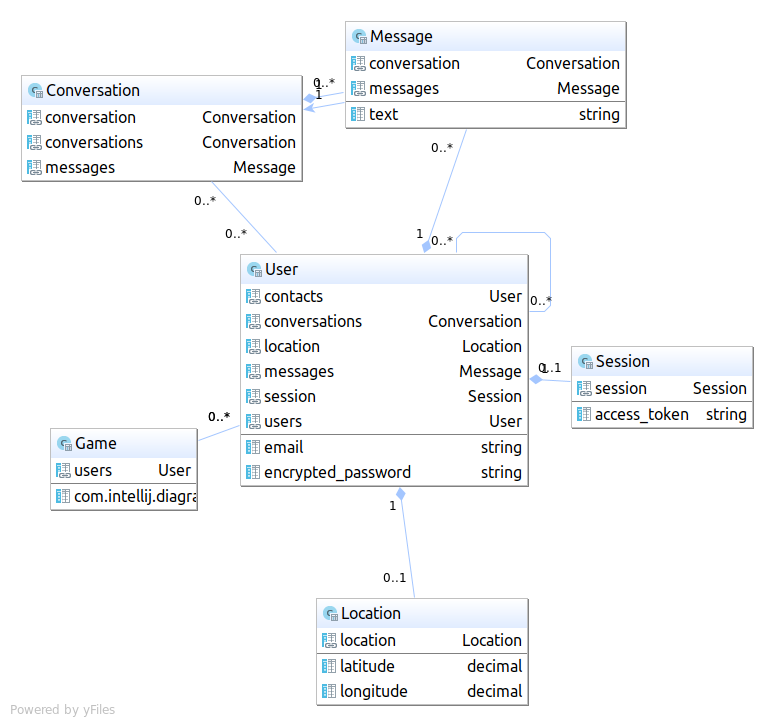 Message
conversation Conversation
messages Message
text string
Conversation
conversation Conversation
conversations Conversation
messages Message
0..*
1
0..*
1
0..*
0..*
0..*
0..*
User
contacts User
conversations Conversation
location Location
messages Message
session Session
users User
email string
encrypted_password string
0..1
Session
session Session
access_token string
0..*
Game
users User
com.intellij.diagra
1
0..1
Location
location Location
latitude decimal
longitude decimal
Powered by yFiles